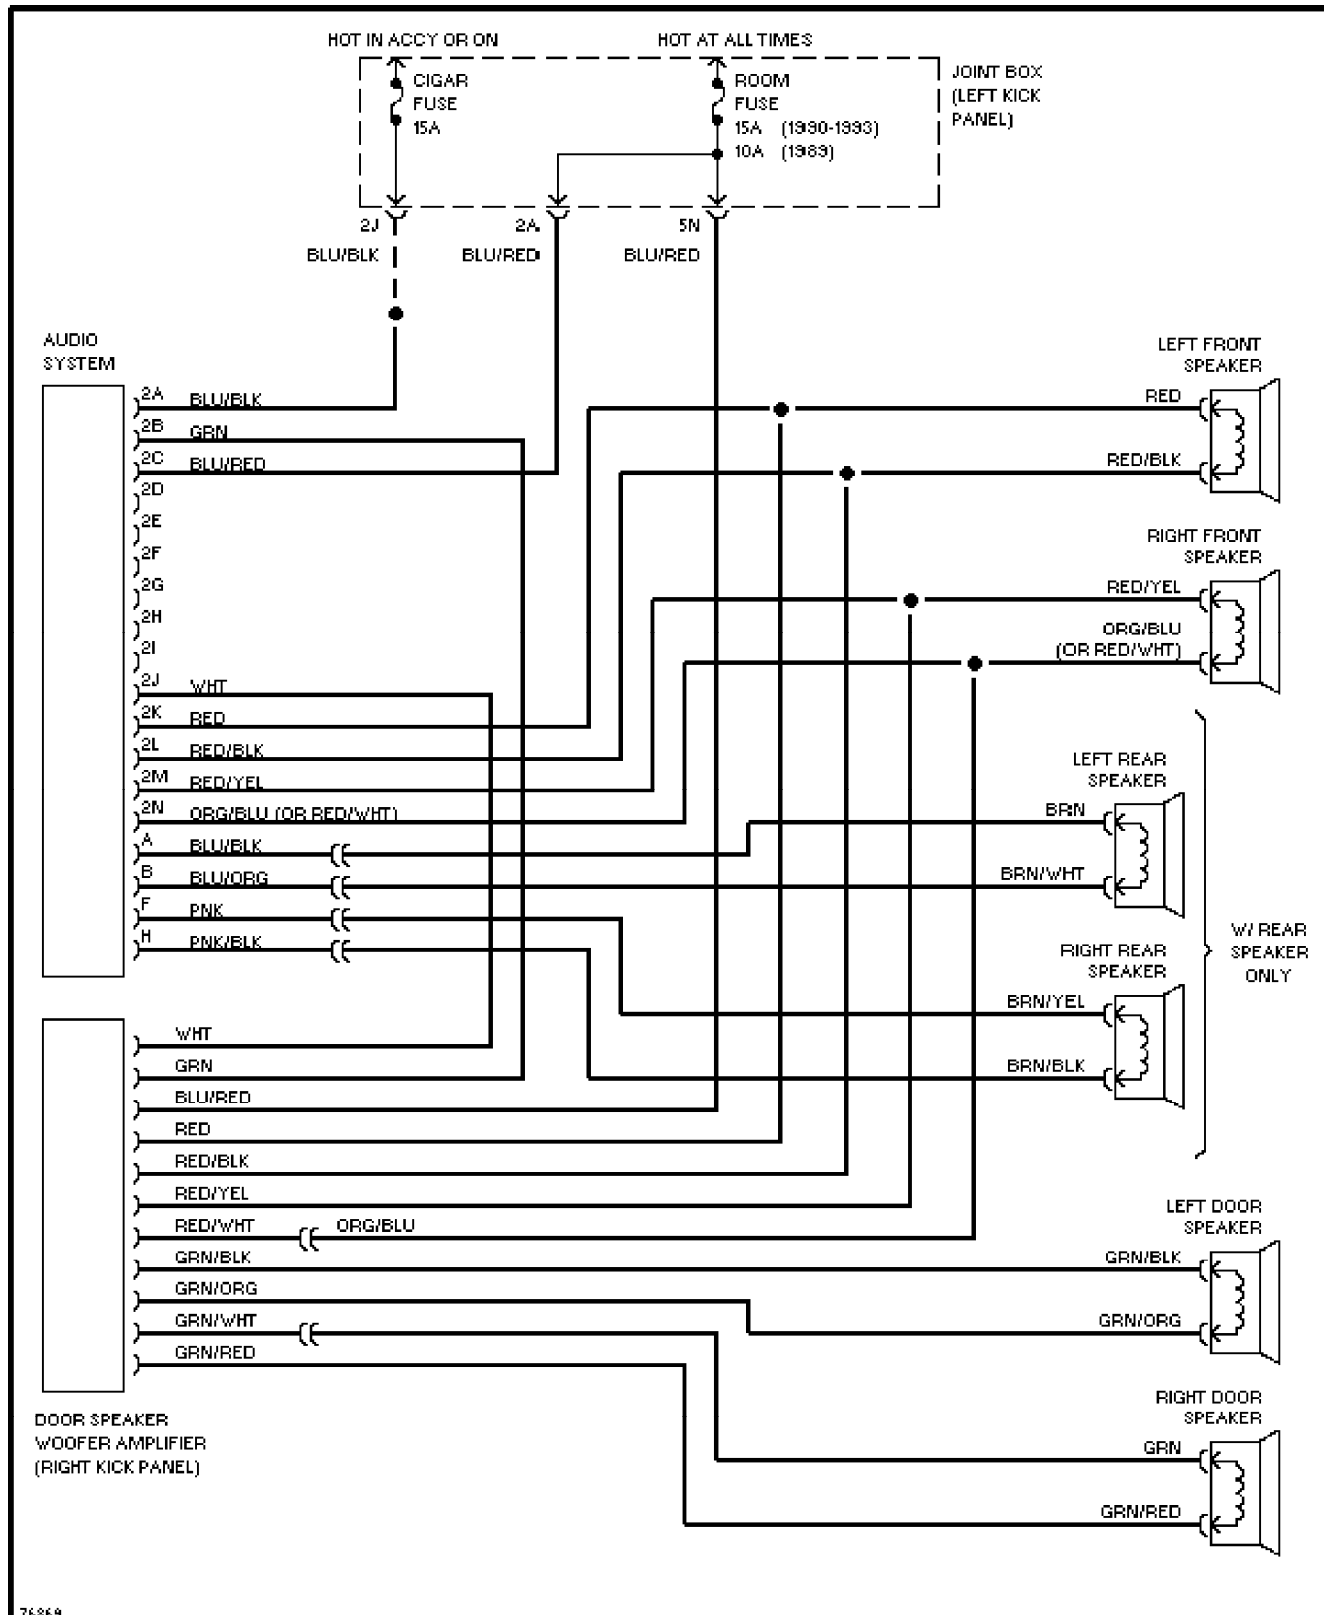 HOT IN ACCY OR ON
HOT AT ALL TIMES
CIGAR
FUSE
15A
ROOM
FUSE
15A (1990-1993)
10A (1989)
JOINT BOX
(LEFT KICK
PANEL)
2J
2A
5N
BLU/BLK
BLU/RED
BLU/RED
AUDIO
SYSTEM
2A BLU/BLK
2B GRN
2C BLU/RED
2D
2E
2F
2G
2H
2I
2J WHT
2K RED
2L RED/BLK
2M RED/YEL
2N ORG/BLU (OR RED/WHT)
A BLU/BLK
B BLU/ORG
F PNK
H PNK/BLK
LEFT FRONT
SPEAKER
RED
RED/BLK
RIGHT FRONT
SPEAKER
RED/YEL
ORG/BLU
(OR RED/WHT)
LEFT REAR
SPEAKER
BRN
BRN/WHT
RIGHT REAR
SPEAKER
BRN/YEL
BRN/BLK
W/ REAR
SPEAKER
ONLY
WHT
GRN
BLU/RED
RED
RED/BLK
RED/YEL
RED/WHT ORG/BLU
GRN/BLK
GRN/ORG
GRN/WHT
GRN/RED
DOOR SPEAKER
WOOFER AMPLIFIER
(RIGHT KICK PANEL)
LEFT DOOR
SPEAKER
GRN/BLK
GRN/ORG
RIGHT DOOR
SPEAKER
GRN
GRN/RED